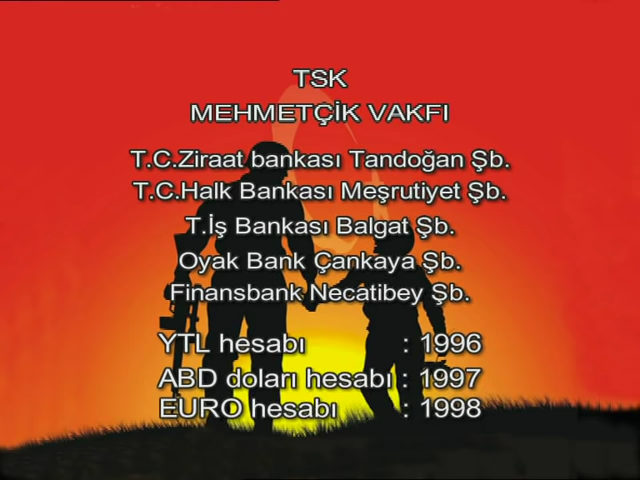 TSK
MEHMETÇİK VAKFI
T.C.Ziraat bankası Tandoğan Şb.
T.C.Halk Bankası Meşrutiyet Şb.
T.İş Bankası Balgat Şb.
Oyak Bank Çankaya Şb.
Finansbank Necatibey Şb.
YTL hesabı : 1996
ABD doları hesabı : 1997
EURO hesabı : 1998